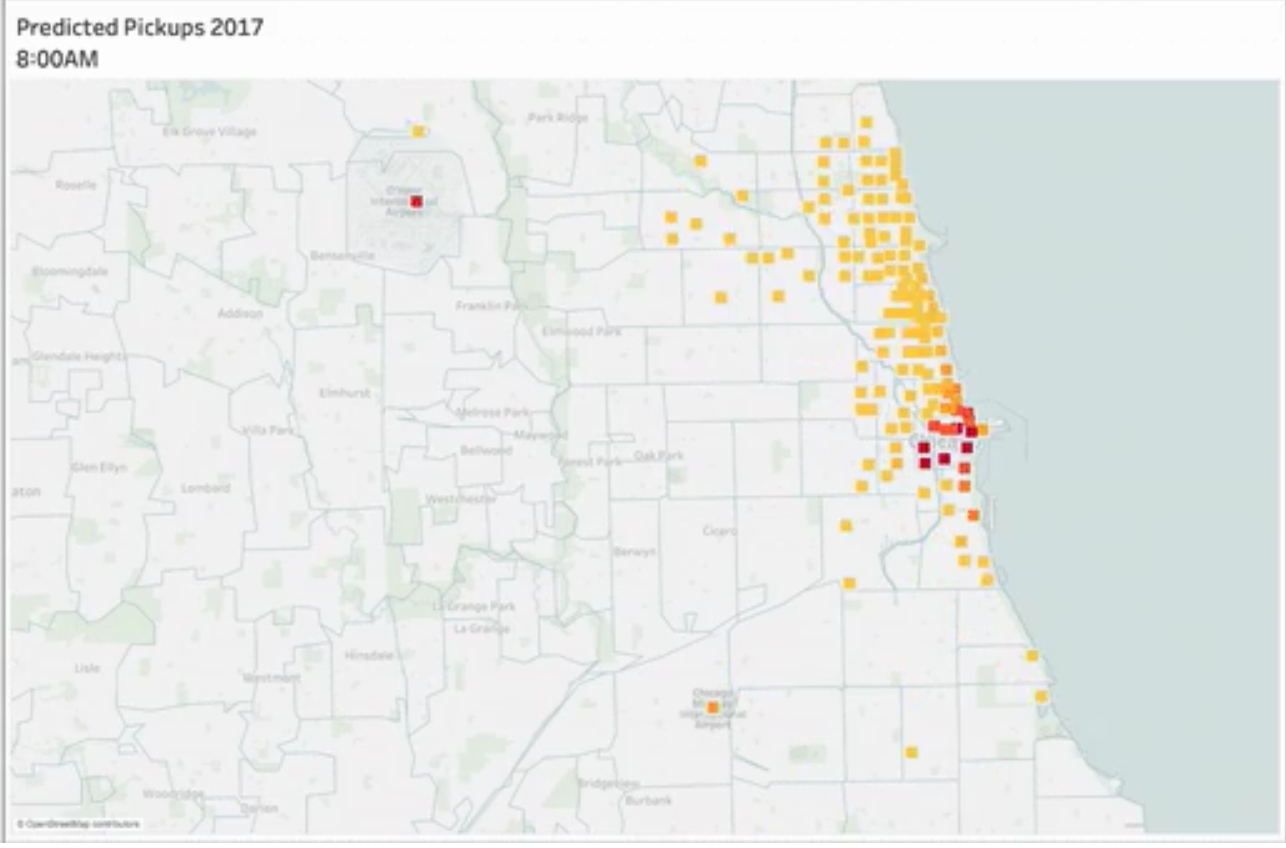 Predicted Pickups 2017
8:00AM
Elk Grove Village
Park Ridge
Roselle
O'Hare
International
Airport
Bensenville
Bloomingdale
Addison
Franklin Park
Elmwood Park
Glendale Heights
Elmhurst
Melrose Park
Villa Park
Maywood
Bellwood
Oak Park
Forest Park
Glen Ellyn
Lombard
aton
Westchester
Cicero
Berwyn
La Grange Park
La Grange
Hinsdale
Lisle
Westmont
Chicago
International
Airport
Bridgeview
Woodridge
Burbank
Darien
© OpenStreetMap contributors